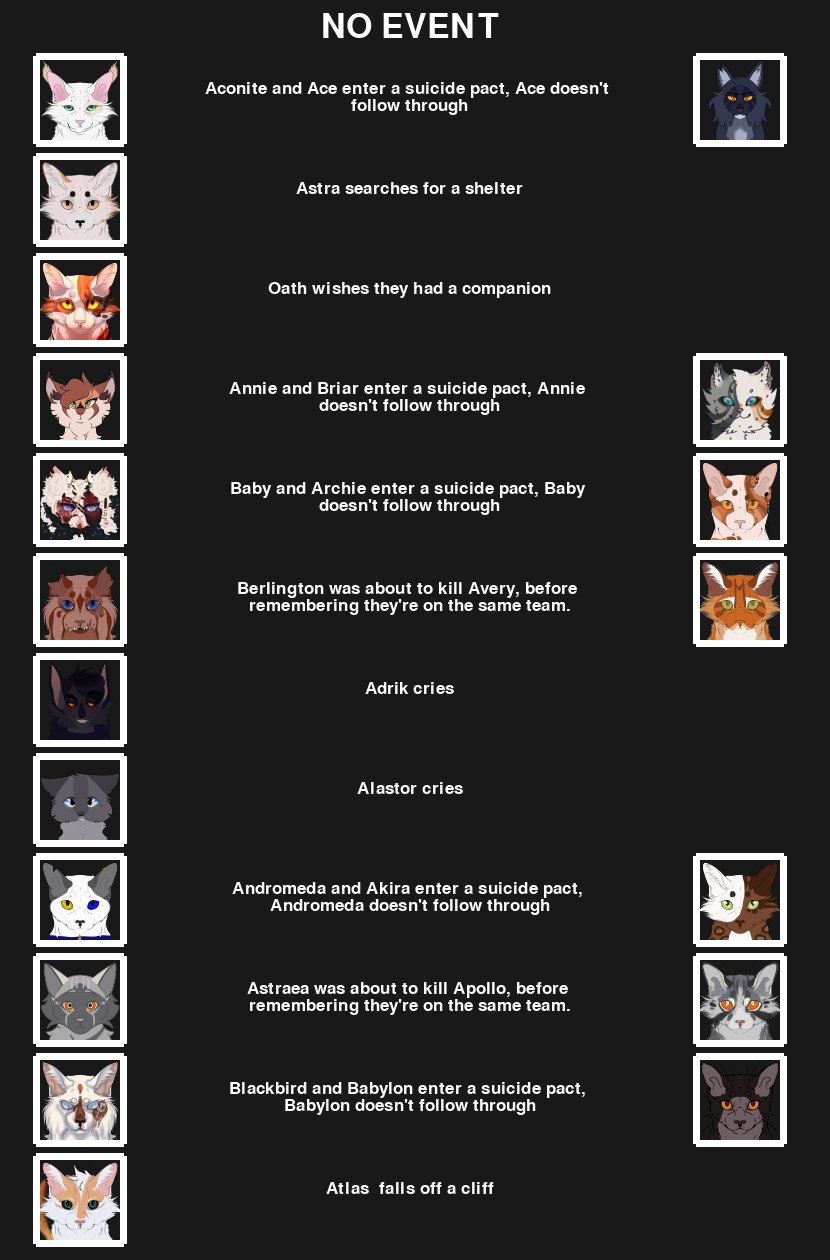 NO EVENT
Aconite and Ace enter a suicide pact, Ace doesn't
follow through
Astra searches for a shelter
Oath wishes they had a companion
Annie and Briar enter a suicide pact, Annie
doesn't follow through
Baby and Archie enter a suicide pact, Baby
doesn't follow through
Berlington was about to kill Avery, before
remembering they're on the same team.
Adrik cries
Alastor cries
Andromeda and Akira enter a suicide pact,
Andromeda doesn't follow through
Astraea was about to kill Apollo, before
remembering they're on the same team.
Blackbird and Babylon enter a suicide pact,
Babylon doesn't follow through
Atlas  falls off a cliff